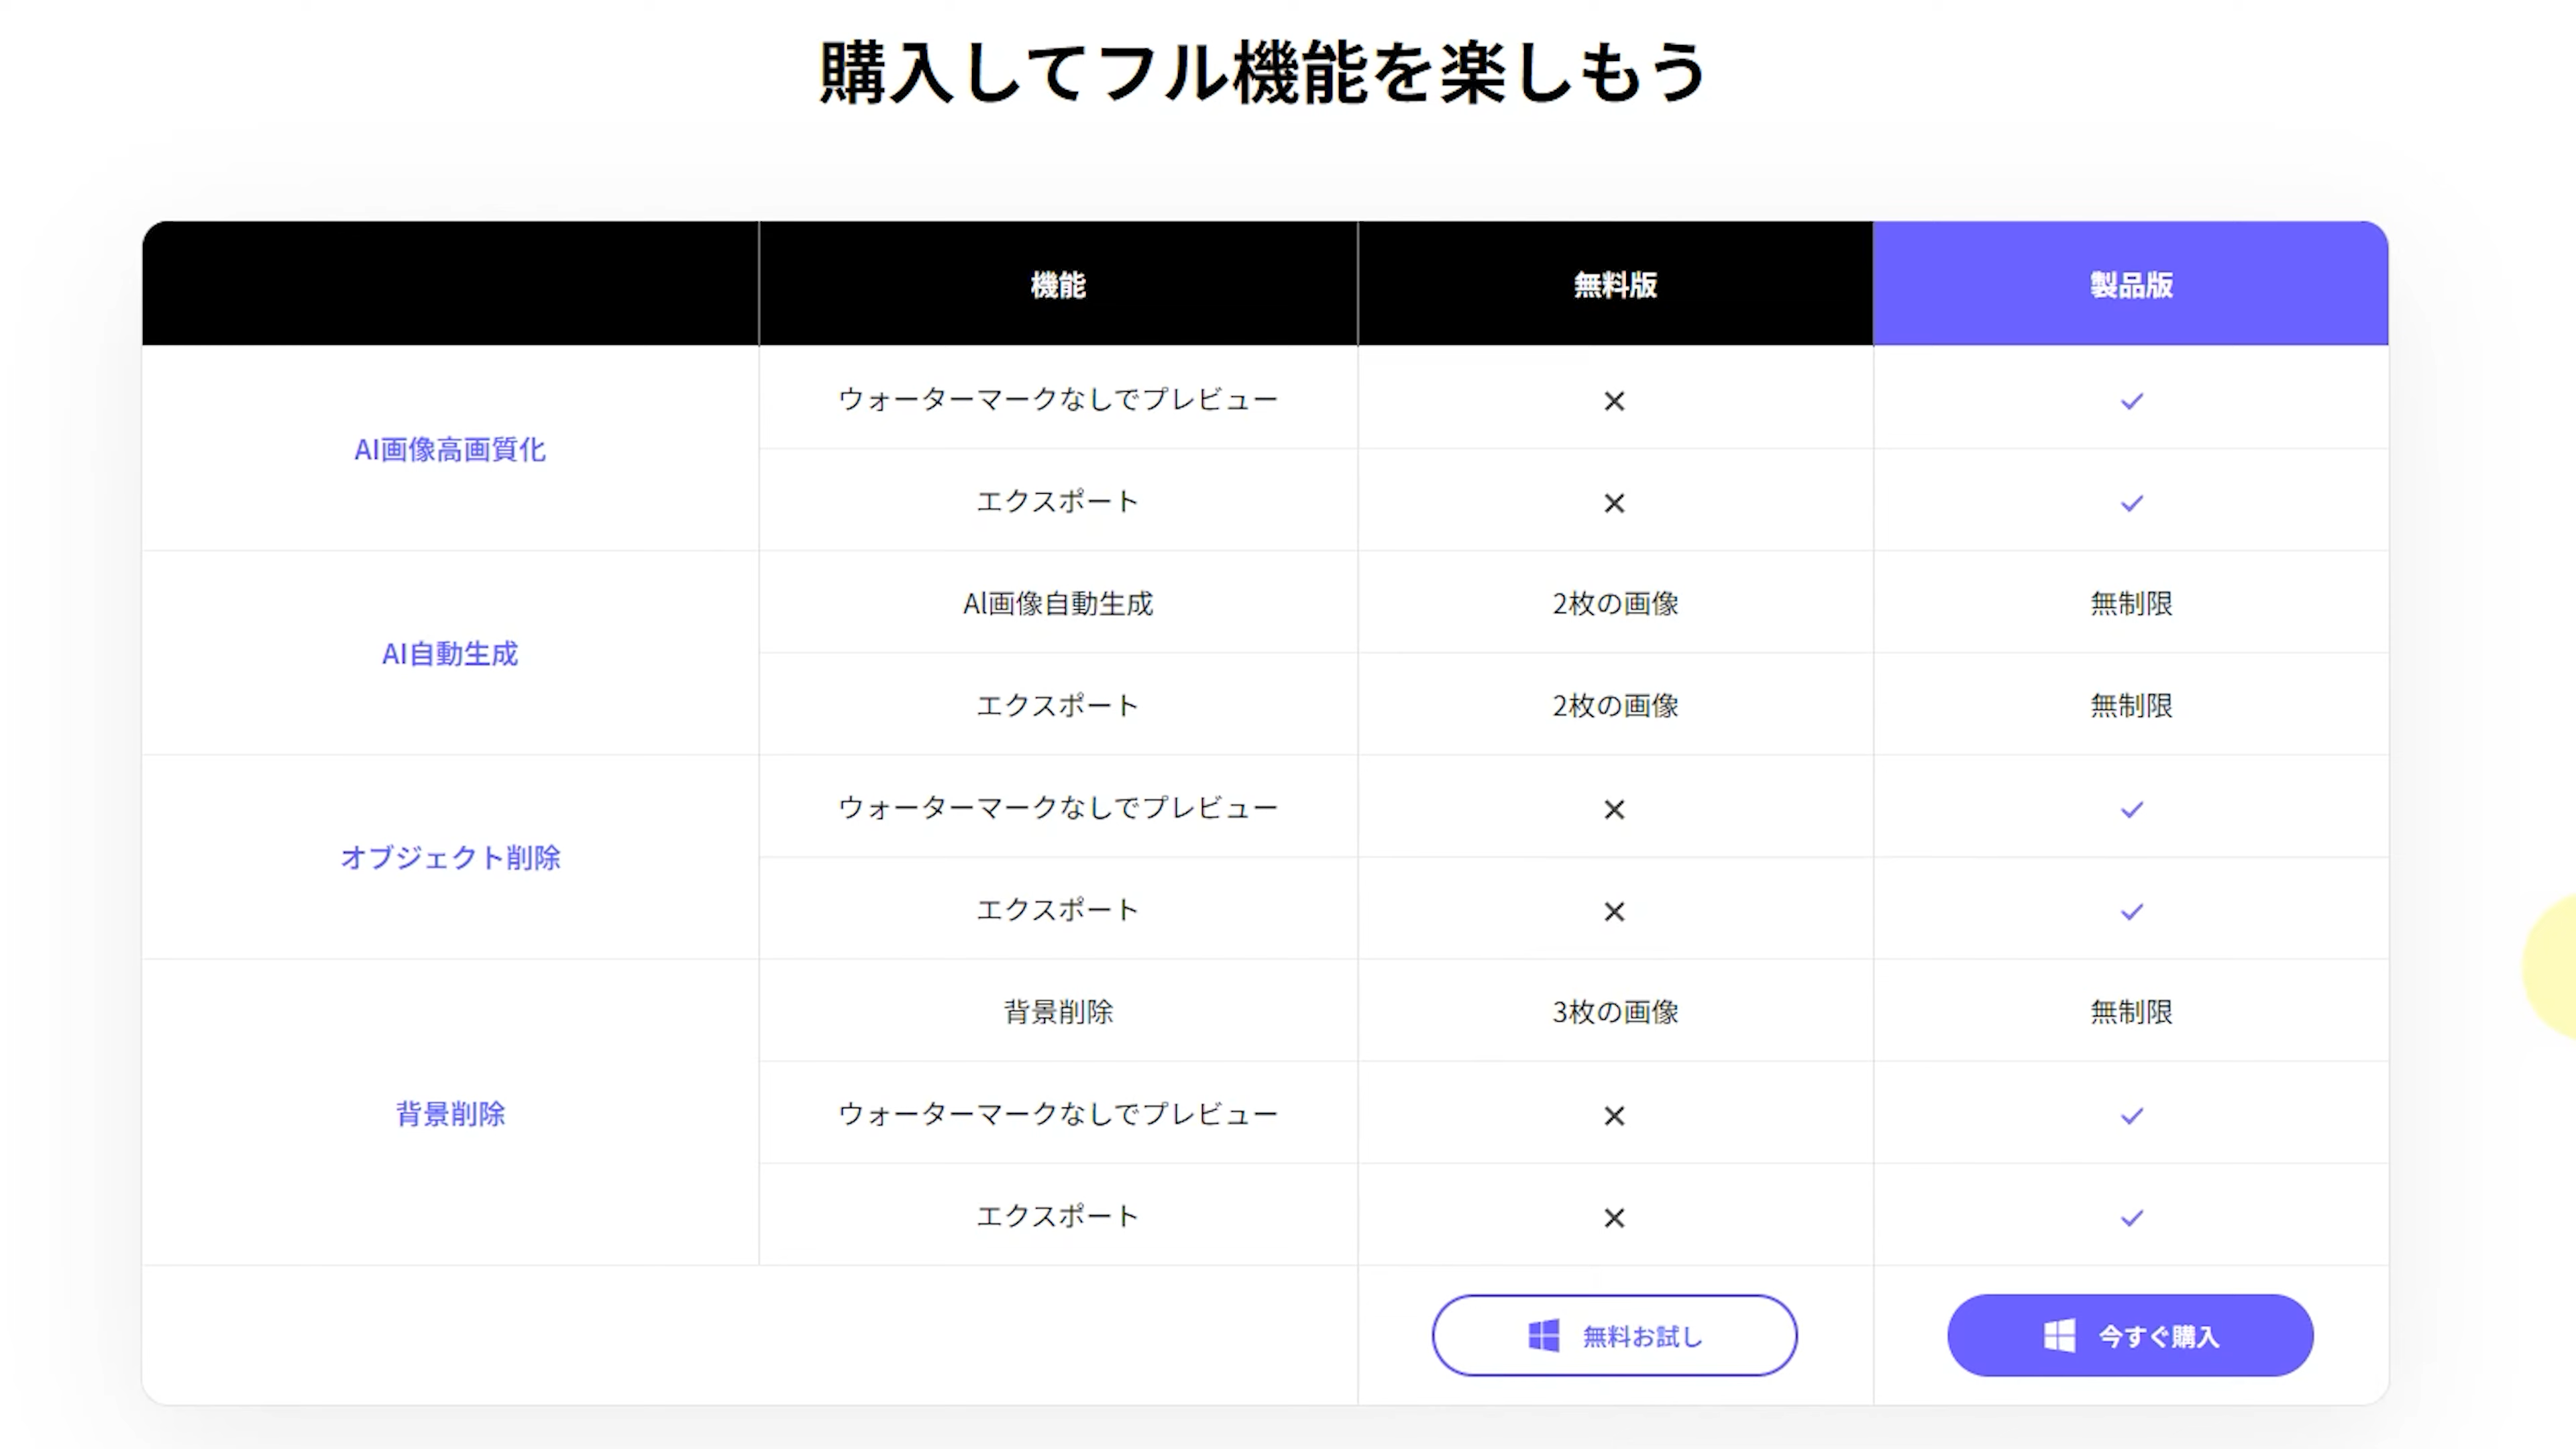 購入してフル機能を楽しもう
機能 無料版 製品版
AI画像高画質化
ウォーターマークなしでプレビュー ✕ ✓
エクスポート ✕ ✓
AI自動生成
AI画像自動生成 2枚の画像 無制限
エクスポート 2枚の画像 無制限
オブジェクト削除
ウォーターマークなしでプレビュー ✕ ✓
エクスポート ✕ ✓
背景削除
背景削除 3枚の画像 無制限
ウォーターマークなしでプレビュー ✕ ✓
エクスポート ✕ ✓
無料お試し 今すぐ購入